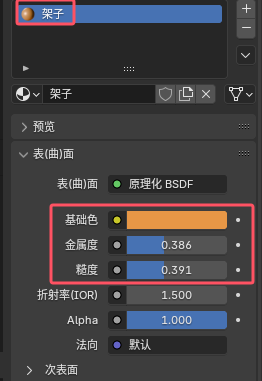 架子
架子
预览
表(曲)面
表(曲)面 原理化 BSDF
基础色
金属度 0.386
糙度 0.391
折射率(IOR) 1.500
Alpha 1.000
法向 默认
次表面